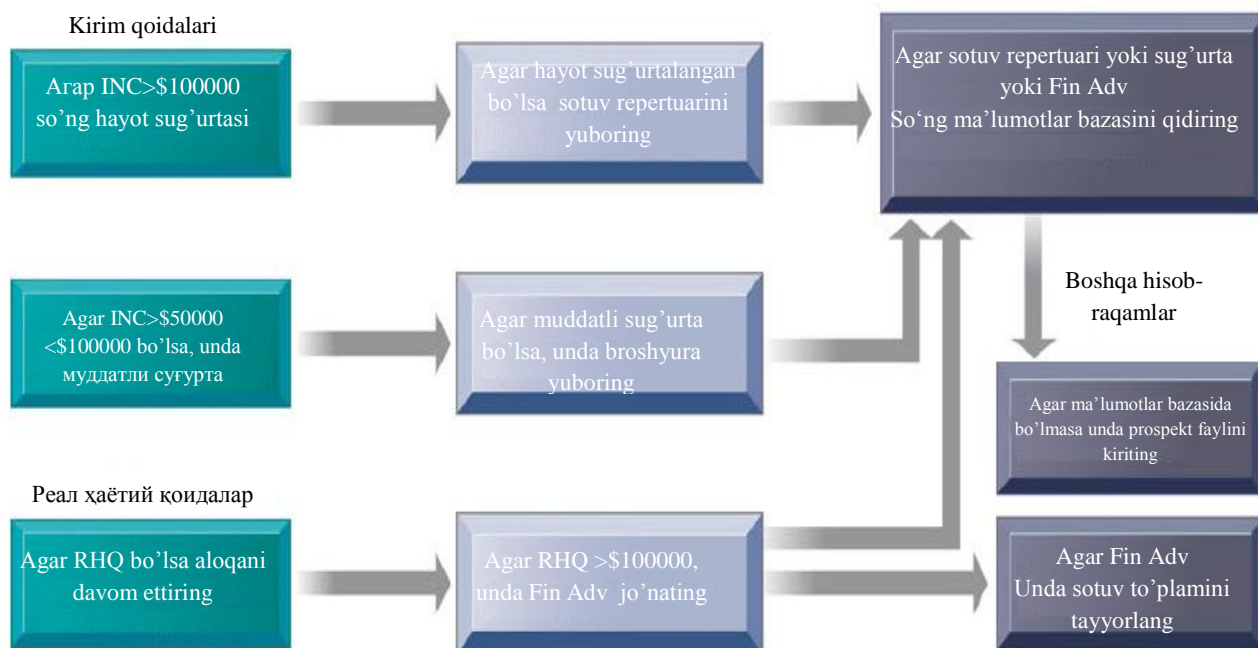 Kirim qoidalari
Агар INC>$100000
so’ng hayot sug’urtasi
Agar hayot sug’urtalangan
bo’lsa sotuv repertuarini
yuboring
Agar sotuv repertuari yoki sug’urta
yoki Fin Adv
So‘ng ma’lumotlar bazasini qidiring
Agar INC>$50000
<$100000 bo’lsa, unda
муддатли суғурта
Agar muddatli sug’urta
bo’lsa, unda broshyura
yuboring
Boshqa hisob-
raqamlar
Agar ma’lumotlar bazasida
bo’lmasa unda prospekt faylini
kiriting
Реал ҳаётий қоидалар
Agar RHQ bo’lsa aloqani
davom ettiring
Agar RHQ >$100000,
unda Fin Adv jo’nating
Agar Fin Adv
Unda sotuv to’plamini
tayyorlang